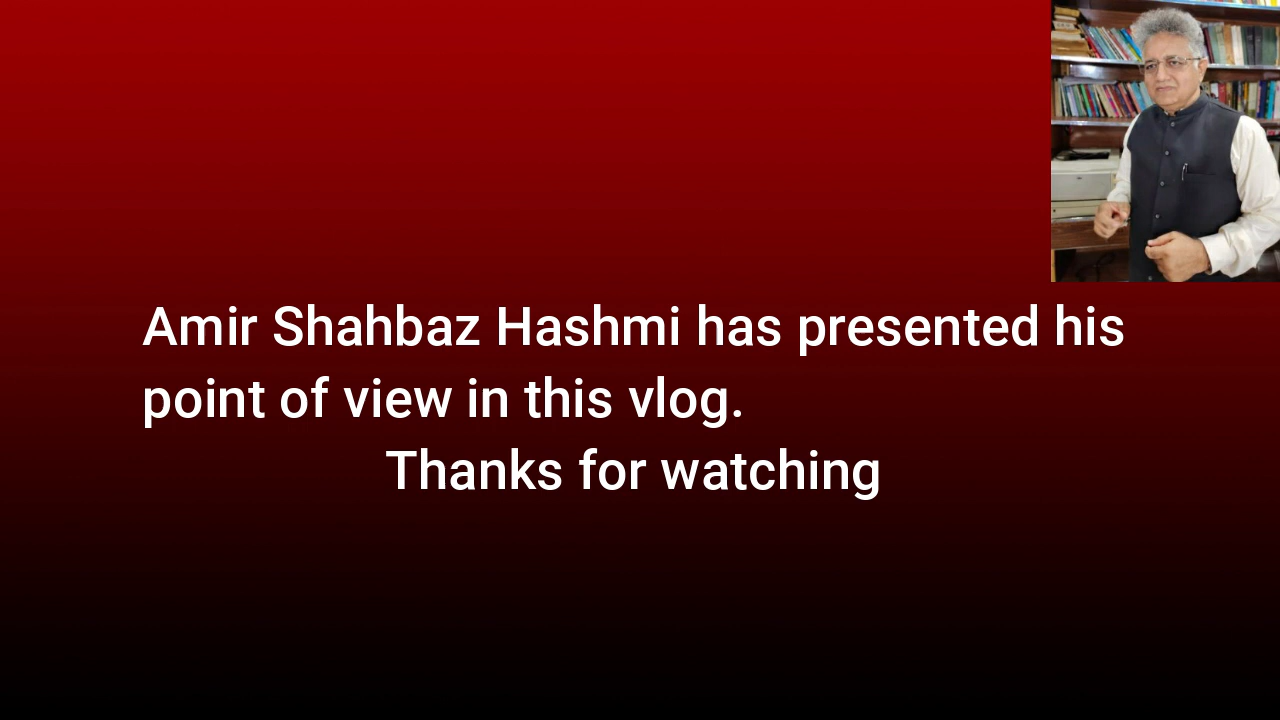 Amir Shahbaz Hashmi has presented his
point of view in this vlog.
Thanks for watching